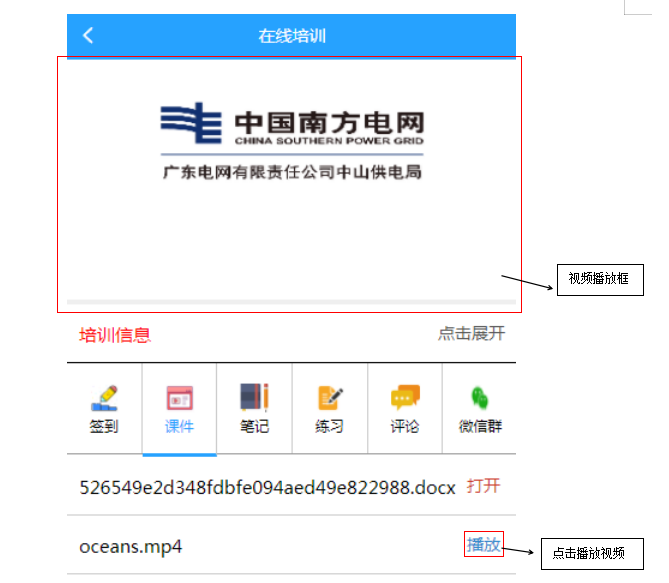 在线培训
中国南方电网
CHINA SOUTHERN POWER GRID
广东电网有限责任公司中山供电局
视频播放框
培训信息 点击展开
签到 课件 笔记 练习 评论 微信群
526549e2d348fdbfe094aed49e822988.docx 打开
oceans.mp4 播放
点击播放视频